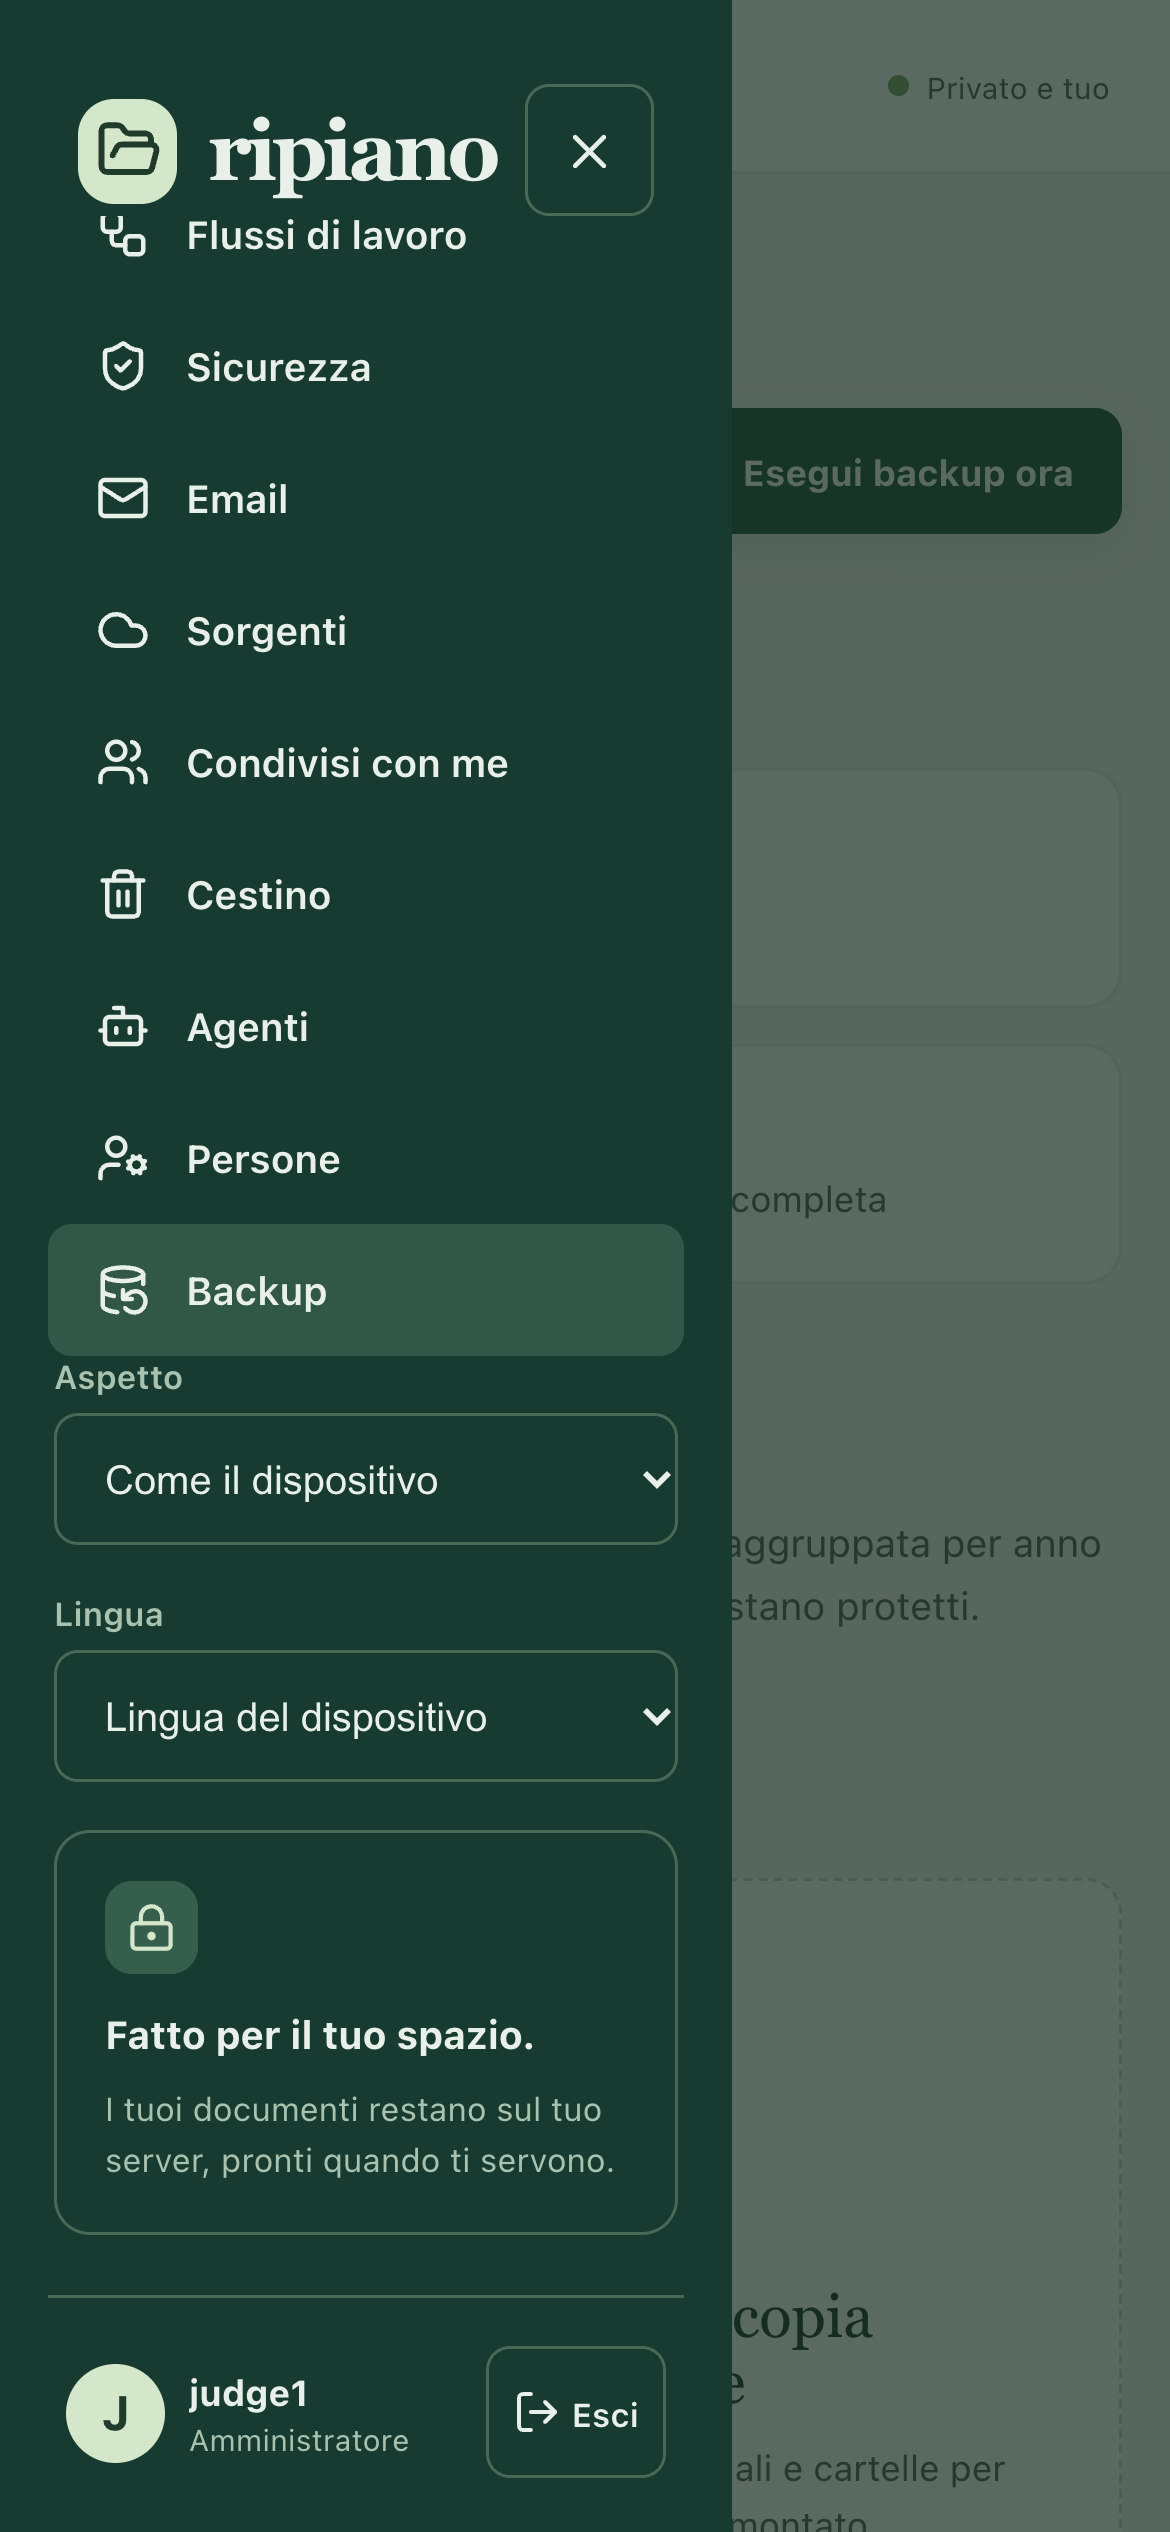 ripiano
Privato e tuo
Flussi di lavoro
Sicurezza
Esegui backup ora
Email
Sorgenti
Condivisi con me
Cestino
Agenti
Persone
completa
Backup
Aspetto
Come il dispositivo
aggruppata per anno
stano protetti.
Lingua
Lingua del dispositivo
Fatto per il tuo spazio.
I tuoi documenti restano sul tuo
server, pronti quando ti servono.
copia
e
judge1
Amministratore
Esci
J
ali e cartelle per
montato